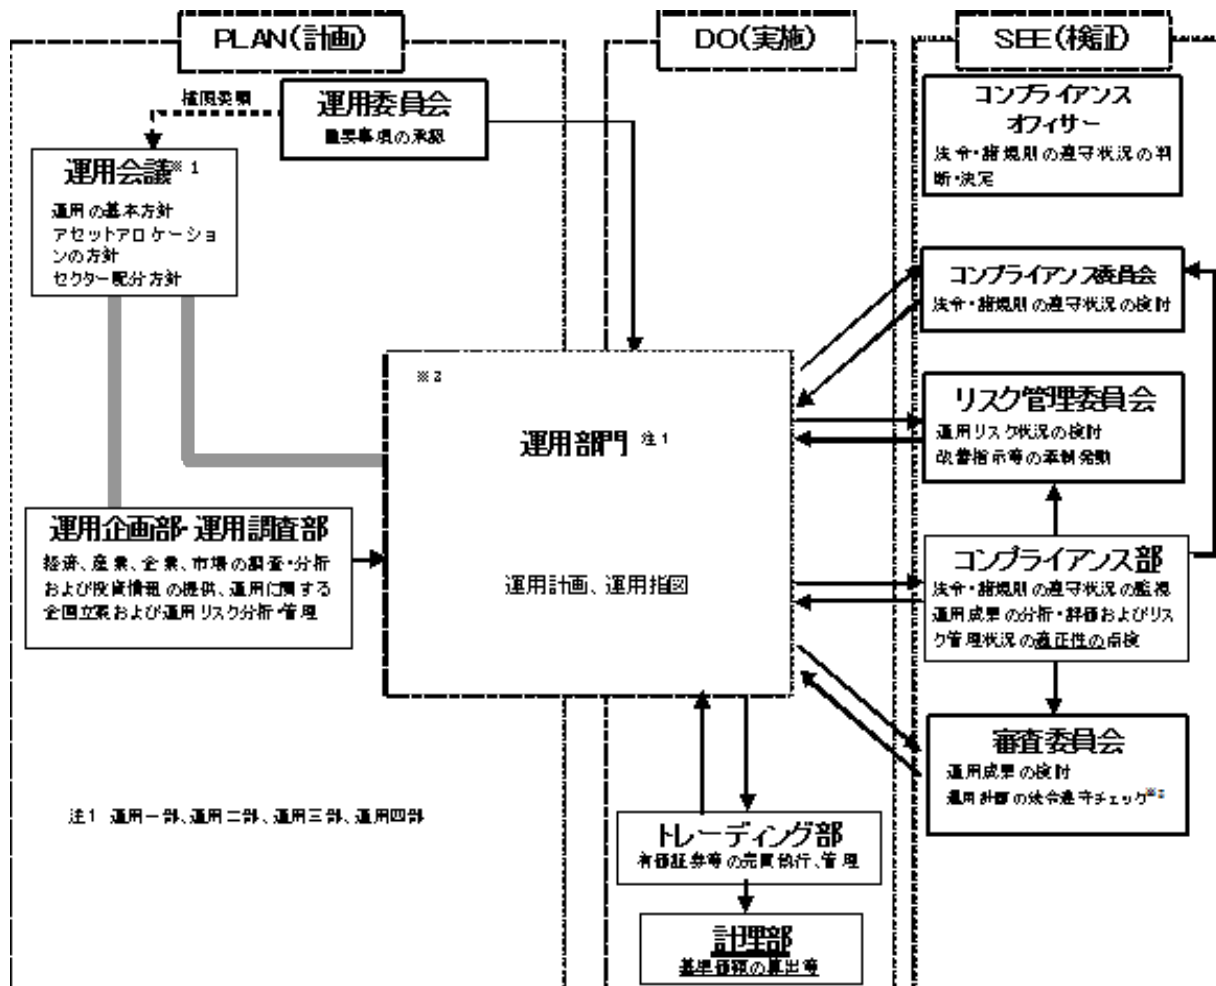 PLAN(計画)
DO(実施)
SEE(検証)
権限委譲
運用委員会
重要事項の承認
運用会議※1
運用の基本方針
アセットアロケーショ
ンの方針
セクター配分方針
コンプライアンス
オフィサー
法令・諸規則の遵守状況の判
断・決定
コンプライアンス委員会
法令・諸規則の遵守状況の検討
※2
運用部門 注1
運用計画、運用指図
リスク管理委員会
運用リスク状況の検討
改善指示等の牽制発動
運用企画部・運用調査部
経済、産業、企業、市場の調査・分析
および投資情報の提供、運用に関する
企画立案および運用リスク分析・管理
コンプライアンス部
法令・諸規則の遵守状況の監視
運用成果の分析・評価およびリス
ク管理状況の適正性の点検
審査委員会
運用成果の検討
運用計画の法令遵守チェック※2
注1 運用一部、運用二部、運用三部、運用四部
トレーディング部
有価証券等の売買執行、管理
計理部
基準価額の算出等